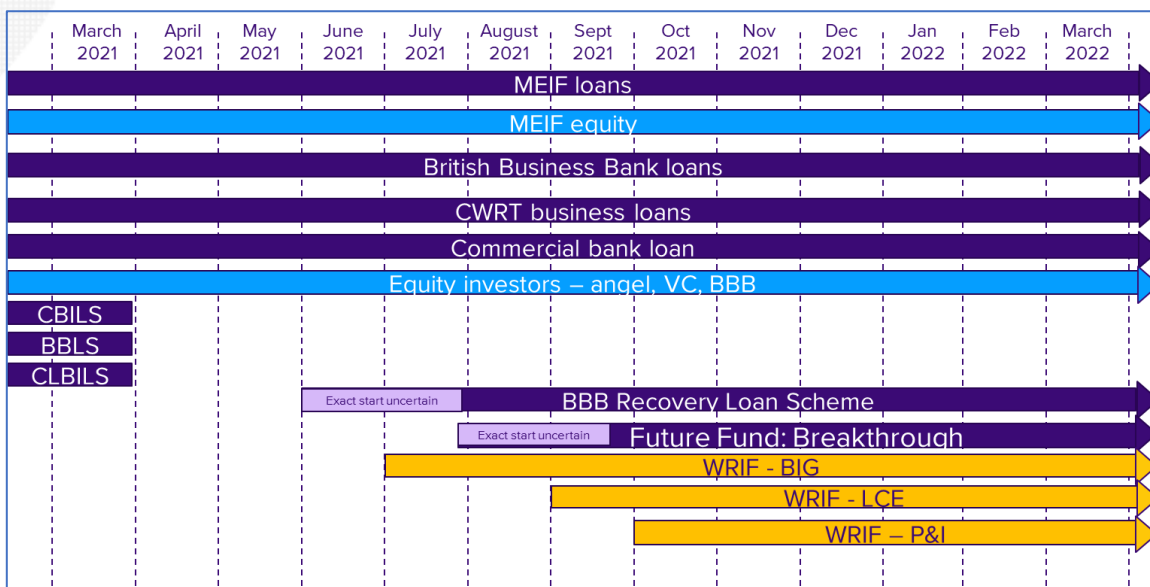 March April May June July August Sept Oct Nov Dec Jan Feb March
2021 2021 2021 2021 2021 2021 2021 2021 2021 2021 2022 2022 2022
MEIF loans
MEIF equity
British Business Bank loans
CWRT business loans
Commercial bank loan
Equity investors – angel, VC, BBB
CBILS
BBLS
CLBILS
Exact start uncertain BBB Recovery Loan Scheme
Exact start uncertain Future Fund: Breakthrough
WRIF - BIG
WRIF - LCE
WRIF – P&I